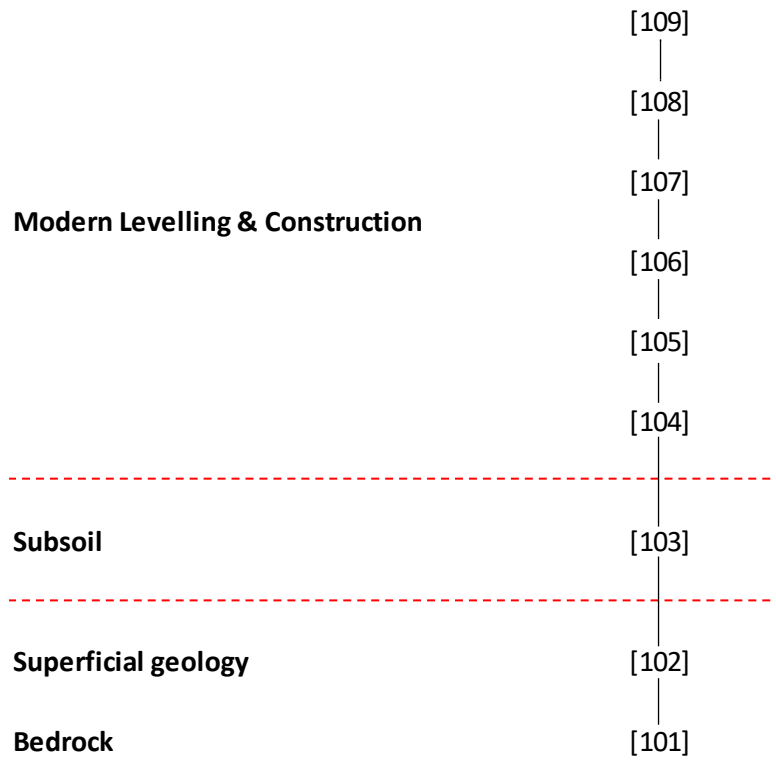 [109]
[108]
[107]
Modern Levelling & Construction
[106]
[105]
[104]
Subsoil [103]
Superficial geology [102]
Bedrock [101]